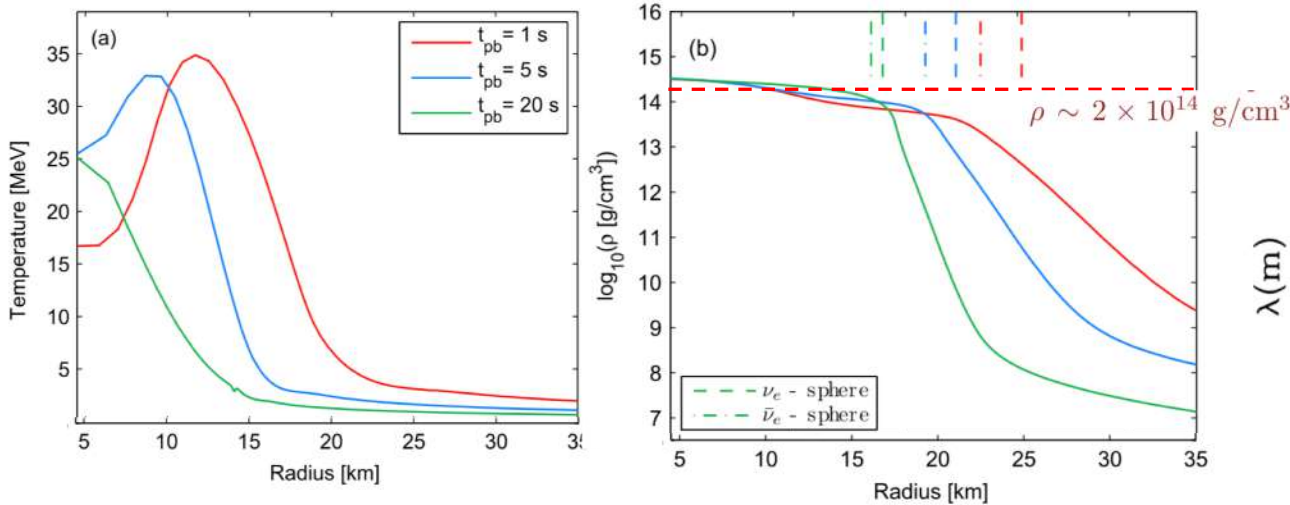 (a)
t_pb = 1 s
t_pb = 5 s
t_pb = 20 s
35
30
25
20
15
10
5
Temperature [MeV]
5
10
15
20
25
30
35
Radius [km]
(b)
16
15
14
13
12
11
10
9
8
7
log₁₀(ρ [g/cm³])
ρ ∼ 2 × 10¹⁴ g/cm³
ν_e - sphere
ν̄_e - sphere
5
10
15
20
25
30
35
Radius [km]
λ(m)